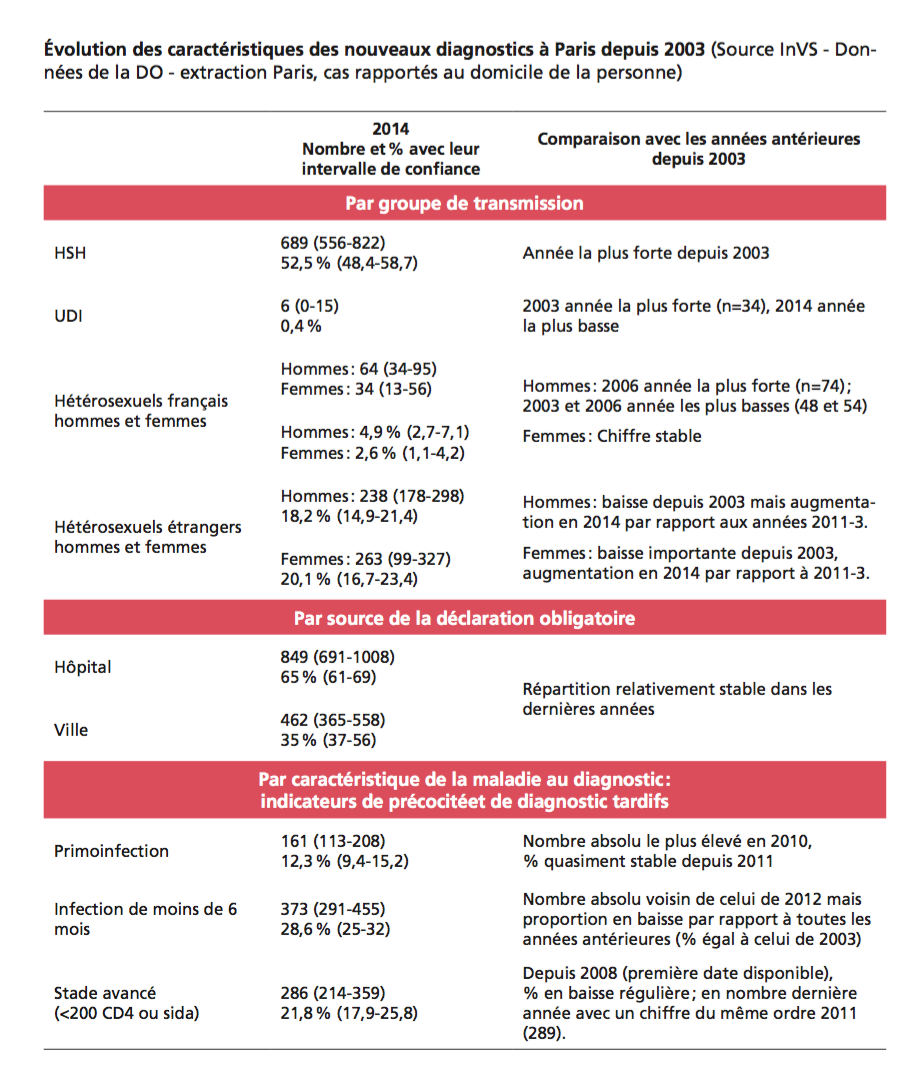 Évolution des caractéristiques des nouveaux diagnostics à Paris depuis 2003 (Source InVS - Don-
nées de la DO - extraction Paris, cas rapportés au domicile de la personne)
2014
Nombre et % avec leur
intervalle de confiance
Comparaison avec les années antérieures
depuis 2003
Par groupe de transmission
HSH
689 (556-822)
52,5 % (48,4-58,7)
Année la plus forte depuis 2003
UDI
6 (0-15)
0,4 %
2003 année la plus forte (n=34), 2014 année
la plus basse
Hétérosexuels français
hommes et femmes
Hommes : 64 (34-95)
Femmes : 34 (13-56)
Hommes : 4,9 % (2,7-7,1)
Femmes : 2,6 % (1,1-4,2)
Hommes : 2006 année la plus forte (n=74) ;
2003 et 2006 année les plus basses (48 et 54)
Femmes : Chiffre stable
Hétérosexuels étrangers
hommes et femmes
Hommes : 238 (178-298)
18,2 % (14,9-21,4)
Femmes : 263 (99-327)
20,1 % (16,7-23,4)
Hommes : baisse depuis 2003 mais augmenta-
tion en 2014 par rapport aux années 2011-3.
Femmes : baisse importante depuis 2003,
augmentation en 2014 par rapport à 2011-3.
Par source de la déclaration obligatoire
Hôpital
849 (691-1008)
65 % (61-69)
Ville
462 (365-558)
35 % (37-56)
Répartition relativement stable dans les
dernières années
Par caractéristique de la maladie au diagnostic :
indicateurs de précocitéet de diagnostic tardifs
Primoinfection
161 (113-208)
12,3 % (9,4-15,2)
Nombre absolu le plus élevé en 2010,
% quasiment stable depuis 2011
Infection de moins de 6
mois
373 (291-455)
28,6 % (25-32)
Nombre absolu voisin de celui de 2012 mais
proportion en baisse par rapport à toutes les
années antérieures (% égal à celui de 2003)
Stade avancé
(<200 CD4 ou sida)
286 (214-359)
21,8 % (17,9-25,8)
Depuis 2008 (première date disponible),
% en baisse régulière ; en nombre dernière
année avec un chiffre du même ordre 2011
(289).